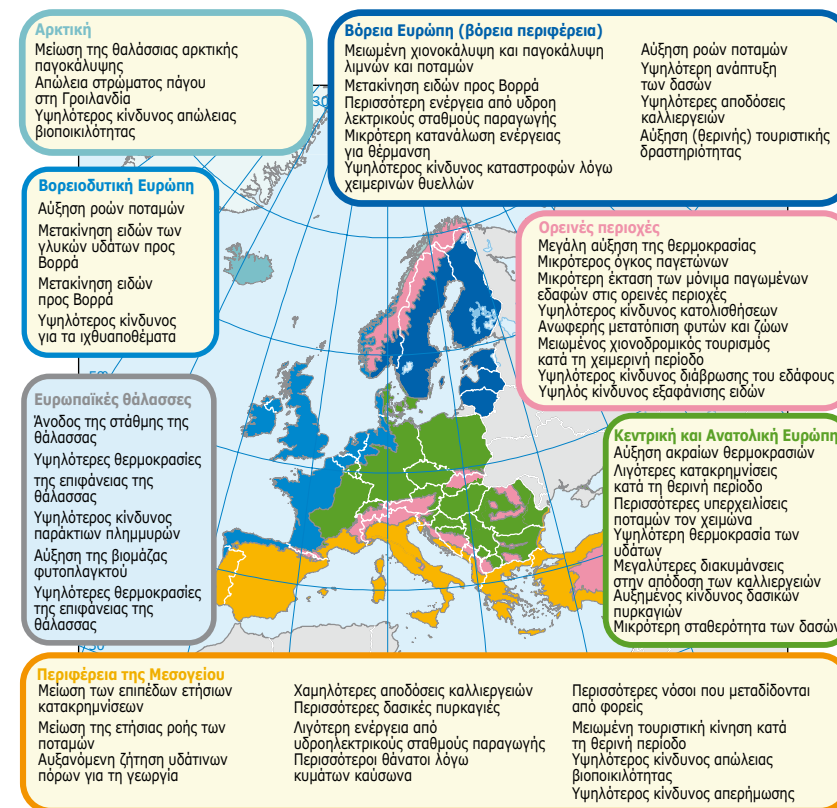 Αρκτική
Μείωση της θαλάσσιας αρκτικής
παγοκάλυψης
Απώλεια στρώματος πάγου
στη Γροιλανδία
Υψηλότερος κίνδυνος απώλειας
βιοποικιλότητας
Βόρεια Ευρώπη (βόρεια περιφέρεια)
Μειωμένη χιονοκάλυψη και παγοκάλυψη
λιμνών και ποταμών
Μετακίνηση ειδών προς Βορρά
Περισσότερη ενέργεια από υδροη
λεκτρικούς σταθμούς παραγωγής
Μικρότερη κατανάλωση ενέργειας
για θέρμανση
Υψηλότερος κίνδυνος καταστροφών λόγω
χειμερινών θυελλών
Αύξηση ροών ποταμών
Υψηλότερη ανάπτυξη
των δασών
Υψηλότερες αποδόσεις
καλλιεργειών
Αύξηση (θερινής) τουριστικής
δραστηριότητας
Βορειοδυτική Ευρώπη
Αύξηση ροών ποταμών
Μετακίνηση ειδών των
γλυκών υδάτων προς
Βορρά
Μετακίνηση ειδών
προς Βορρά
Υψηλότερος κίνδυνος
για τα ιχθυαποθέματα
Ορεινές περιοχές
Μεγάλη αύξηση της θερμοκρασίας
Μικρότερος όγκος παγετώνων
Μικρότερη έκταση των μόνιμα παγωμένων
εδαφών στις ορεινές περιοχές
Υψηλότερος κίνδυνος κατολισθήσεων
Ανωφερής μετατόπιση φυτών και ζώων
Μειωμένος χιονοδρομικός τουρισμός
κατά τη χειμερινή περίοδο
Υψηλότερος κίνδυνος διάβρωσης του εδάφους
Υψηλός κίνδυνος εξαφάνισης ειδών
Ευρωπαϊκές θάλασσες
Άνοδος της στάθμης της
θάλασσας
Υψηλότερες θερμοκρασίες
της επιφάνειας της
θάλασσας
Υψηλότερος κίνδυνος
παράκτιων πλημμυρών
Αύξηση της βιομάζας
φυτοπλαγκτού
Υψηλότερες θερμοκρασίες
της επιφάνειας της
θάλασσας
Κεντρική και Ανατολική Ευρώπη
Αύξηση ακραίων θερμοκρασιών
Λιγότερες κατακρημνίσεις
κατά τη θερινή περίοδο
Περισσότερες υπερχειλίσεις
ποταμών τον χειμώνα
Υψηλότερη θερμοκρασία των
υδάτων
Μεγαλύτερες διακυμάνσεις
στην απόδοση των καλλιεργειών
Αυξημένος κίνδυνος δασικών
πυρκαγιών
Μικρότερη σταθερότητα των δασών
Περιφέρεια της Μεσογείου
Μείωση των επιπέδων ετήσιων
κατακρημνίσεων
Μείωση της ετήσιας ροής των
ποταμών
Αυξανόμενη ζήτηση υδάτινων
πόρων για τη γεωργία
Χαμηλότερες αποδόσεις καλλιεργειών
Περισσότερες δασικές πυρκαγιές
Λιγότερη ενέργεια από
υδροηλεκτρικούς σταθμούς παραγωγής
Περισσότεροι θάνατοι λόγω
κυμάτων καύσωνα
Περισσότερες νόσοι που μεταδίδονται
από φορείς
Μειωμένη τουριστική κίνηση κατά
τη θερινή περίοδο
Υψηλότερος κίνδυνος απώλειας
βιοποικιλότητας
Υψηλότερος κίνδυνος απερήμωσης